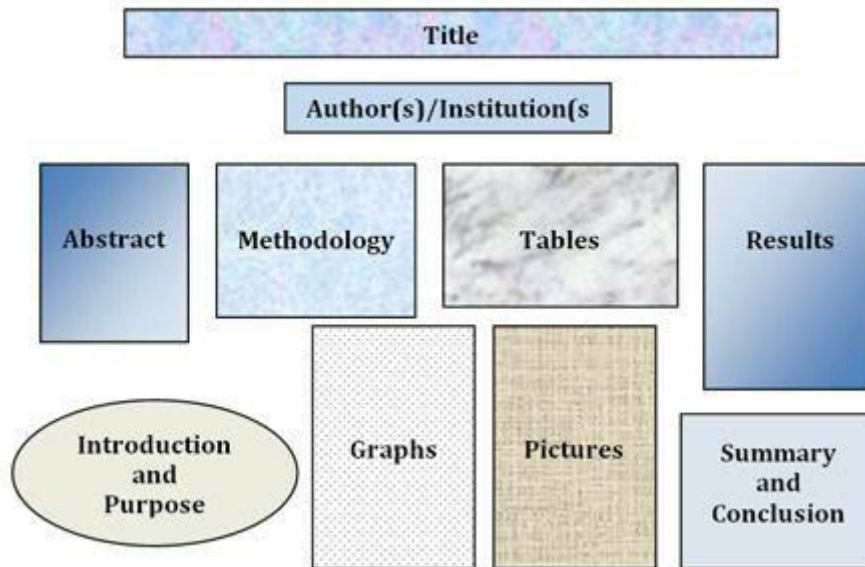 Title
Author(s)/Institution(s
Abstract
Methodology
Tables
Results
Introduction
and
Purpose
Graphs
Pictures
Summary
and
Conclusion